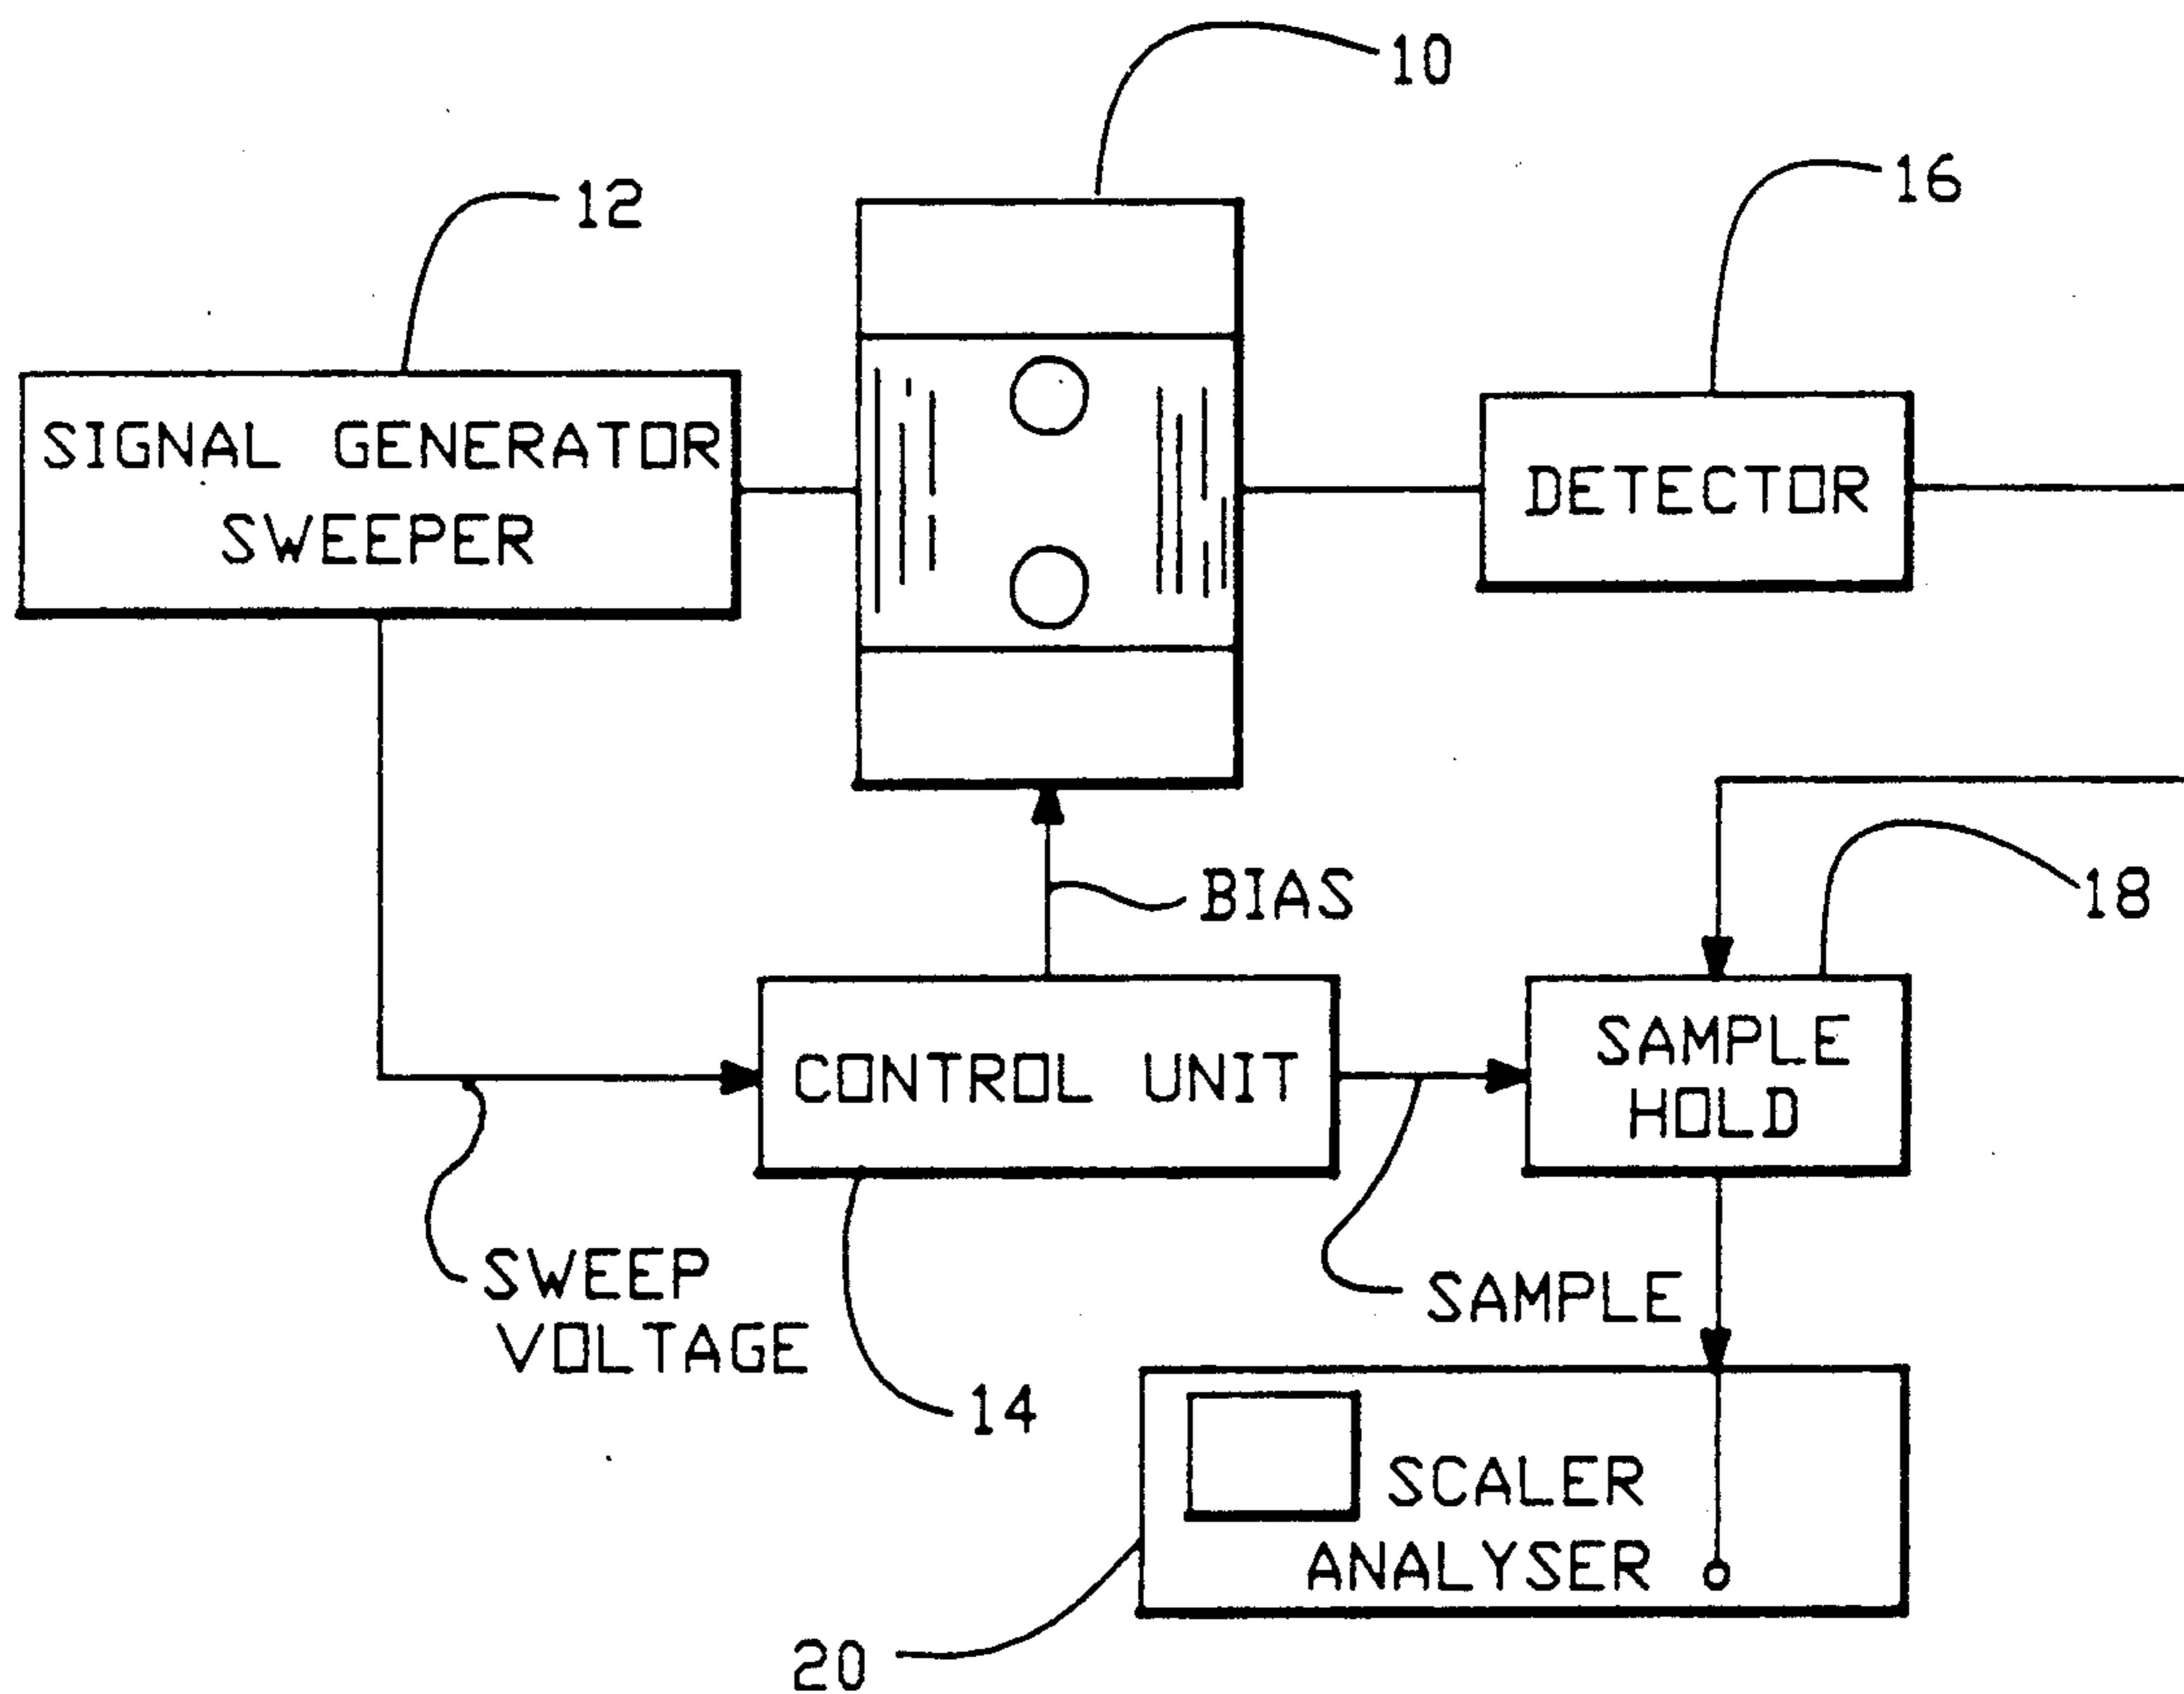 10
12
16
SIGNAL GENERATOR
SWEEPER
DETECTOR
BIAS
18
CONTROL UNIT
SAMPLE
HOLD
SWEEP
VOLTAGE
SAMPLE
14
SCALER
ANALYSER
20